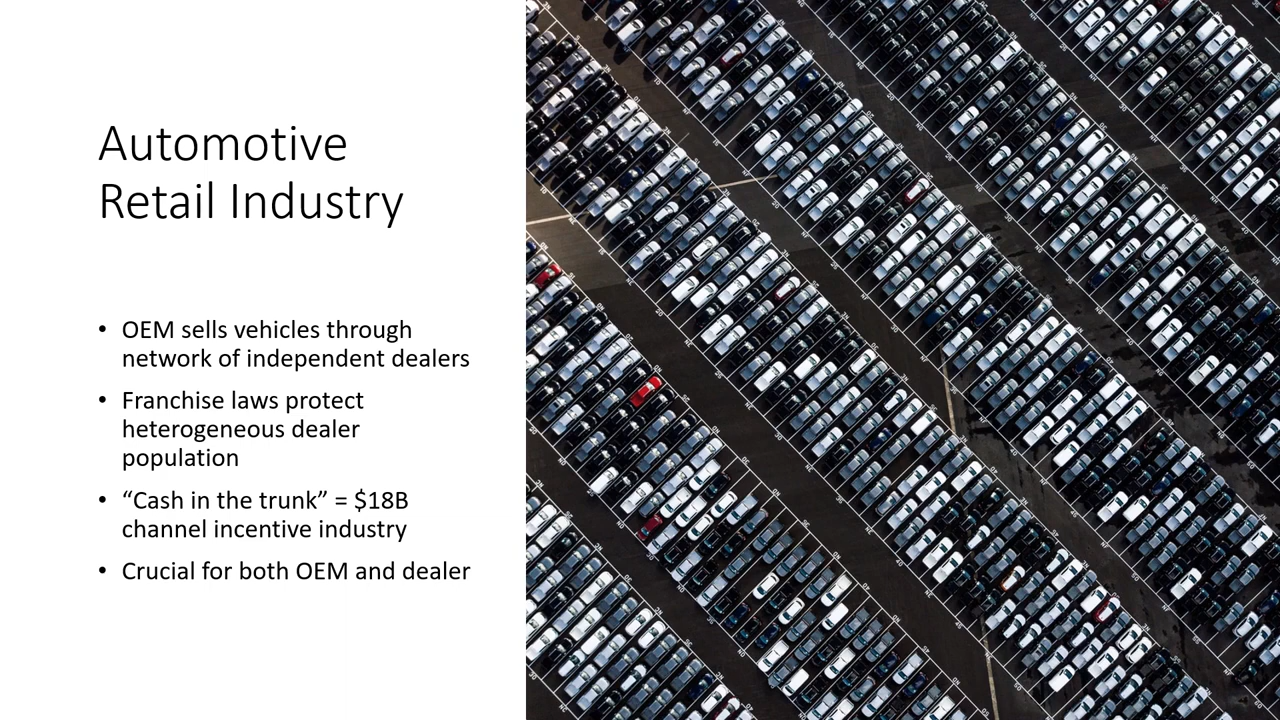 Automotive
Retail Industry
• OEM sells vehicles through
network of independent dealers
• Franchise laws protect
heterogeneous dealer
population
• “Cash in the trunk” = $18B
channel incentive industry
• Crucial for both OEM and dealer